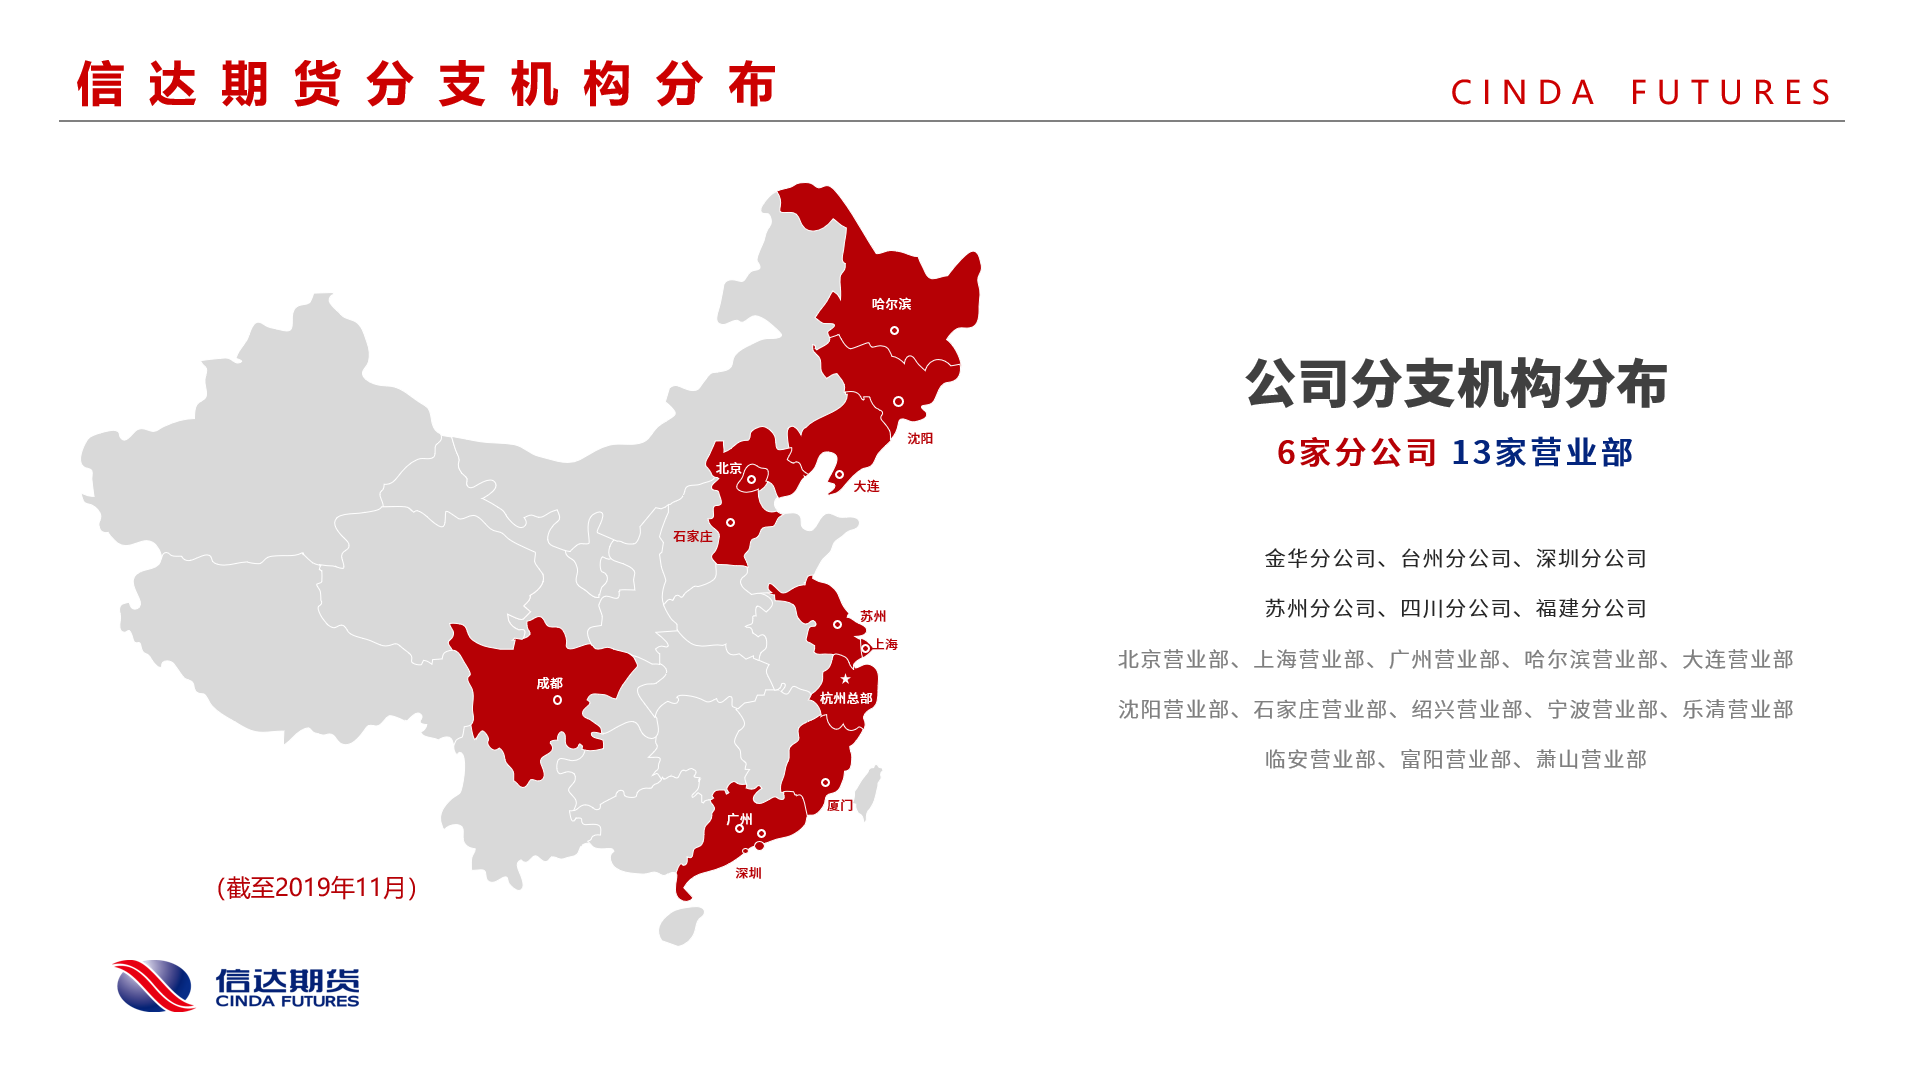 信达期货分支机构分布
CINDA FUTURES
哈尔滨
沈阳
北京
大连
石家庄
苏州
上海
成都
杭州总部
厦门
广州
深圳
公司分支机构分布
6家分公司 13家营业部
金华分公司、台州分公司、深圳分公司
苏州分公司、四川分公司、福建分公司
北京营业部、上海营业部、广州营业部、哈尔滨营业部、大连营业部
沈阳营业部、石家庄营业部、绍兴营业部、宁波营业部、乐清营业部
临安营业部、富阳营业部、萧山营业部
(截至2019年11月)
信达期货
CINDA FUTURES